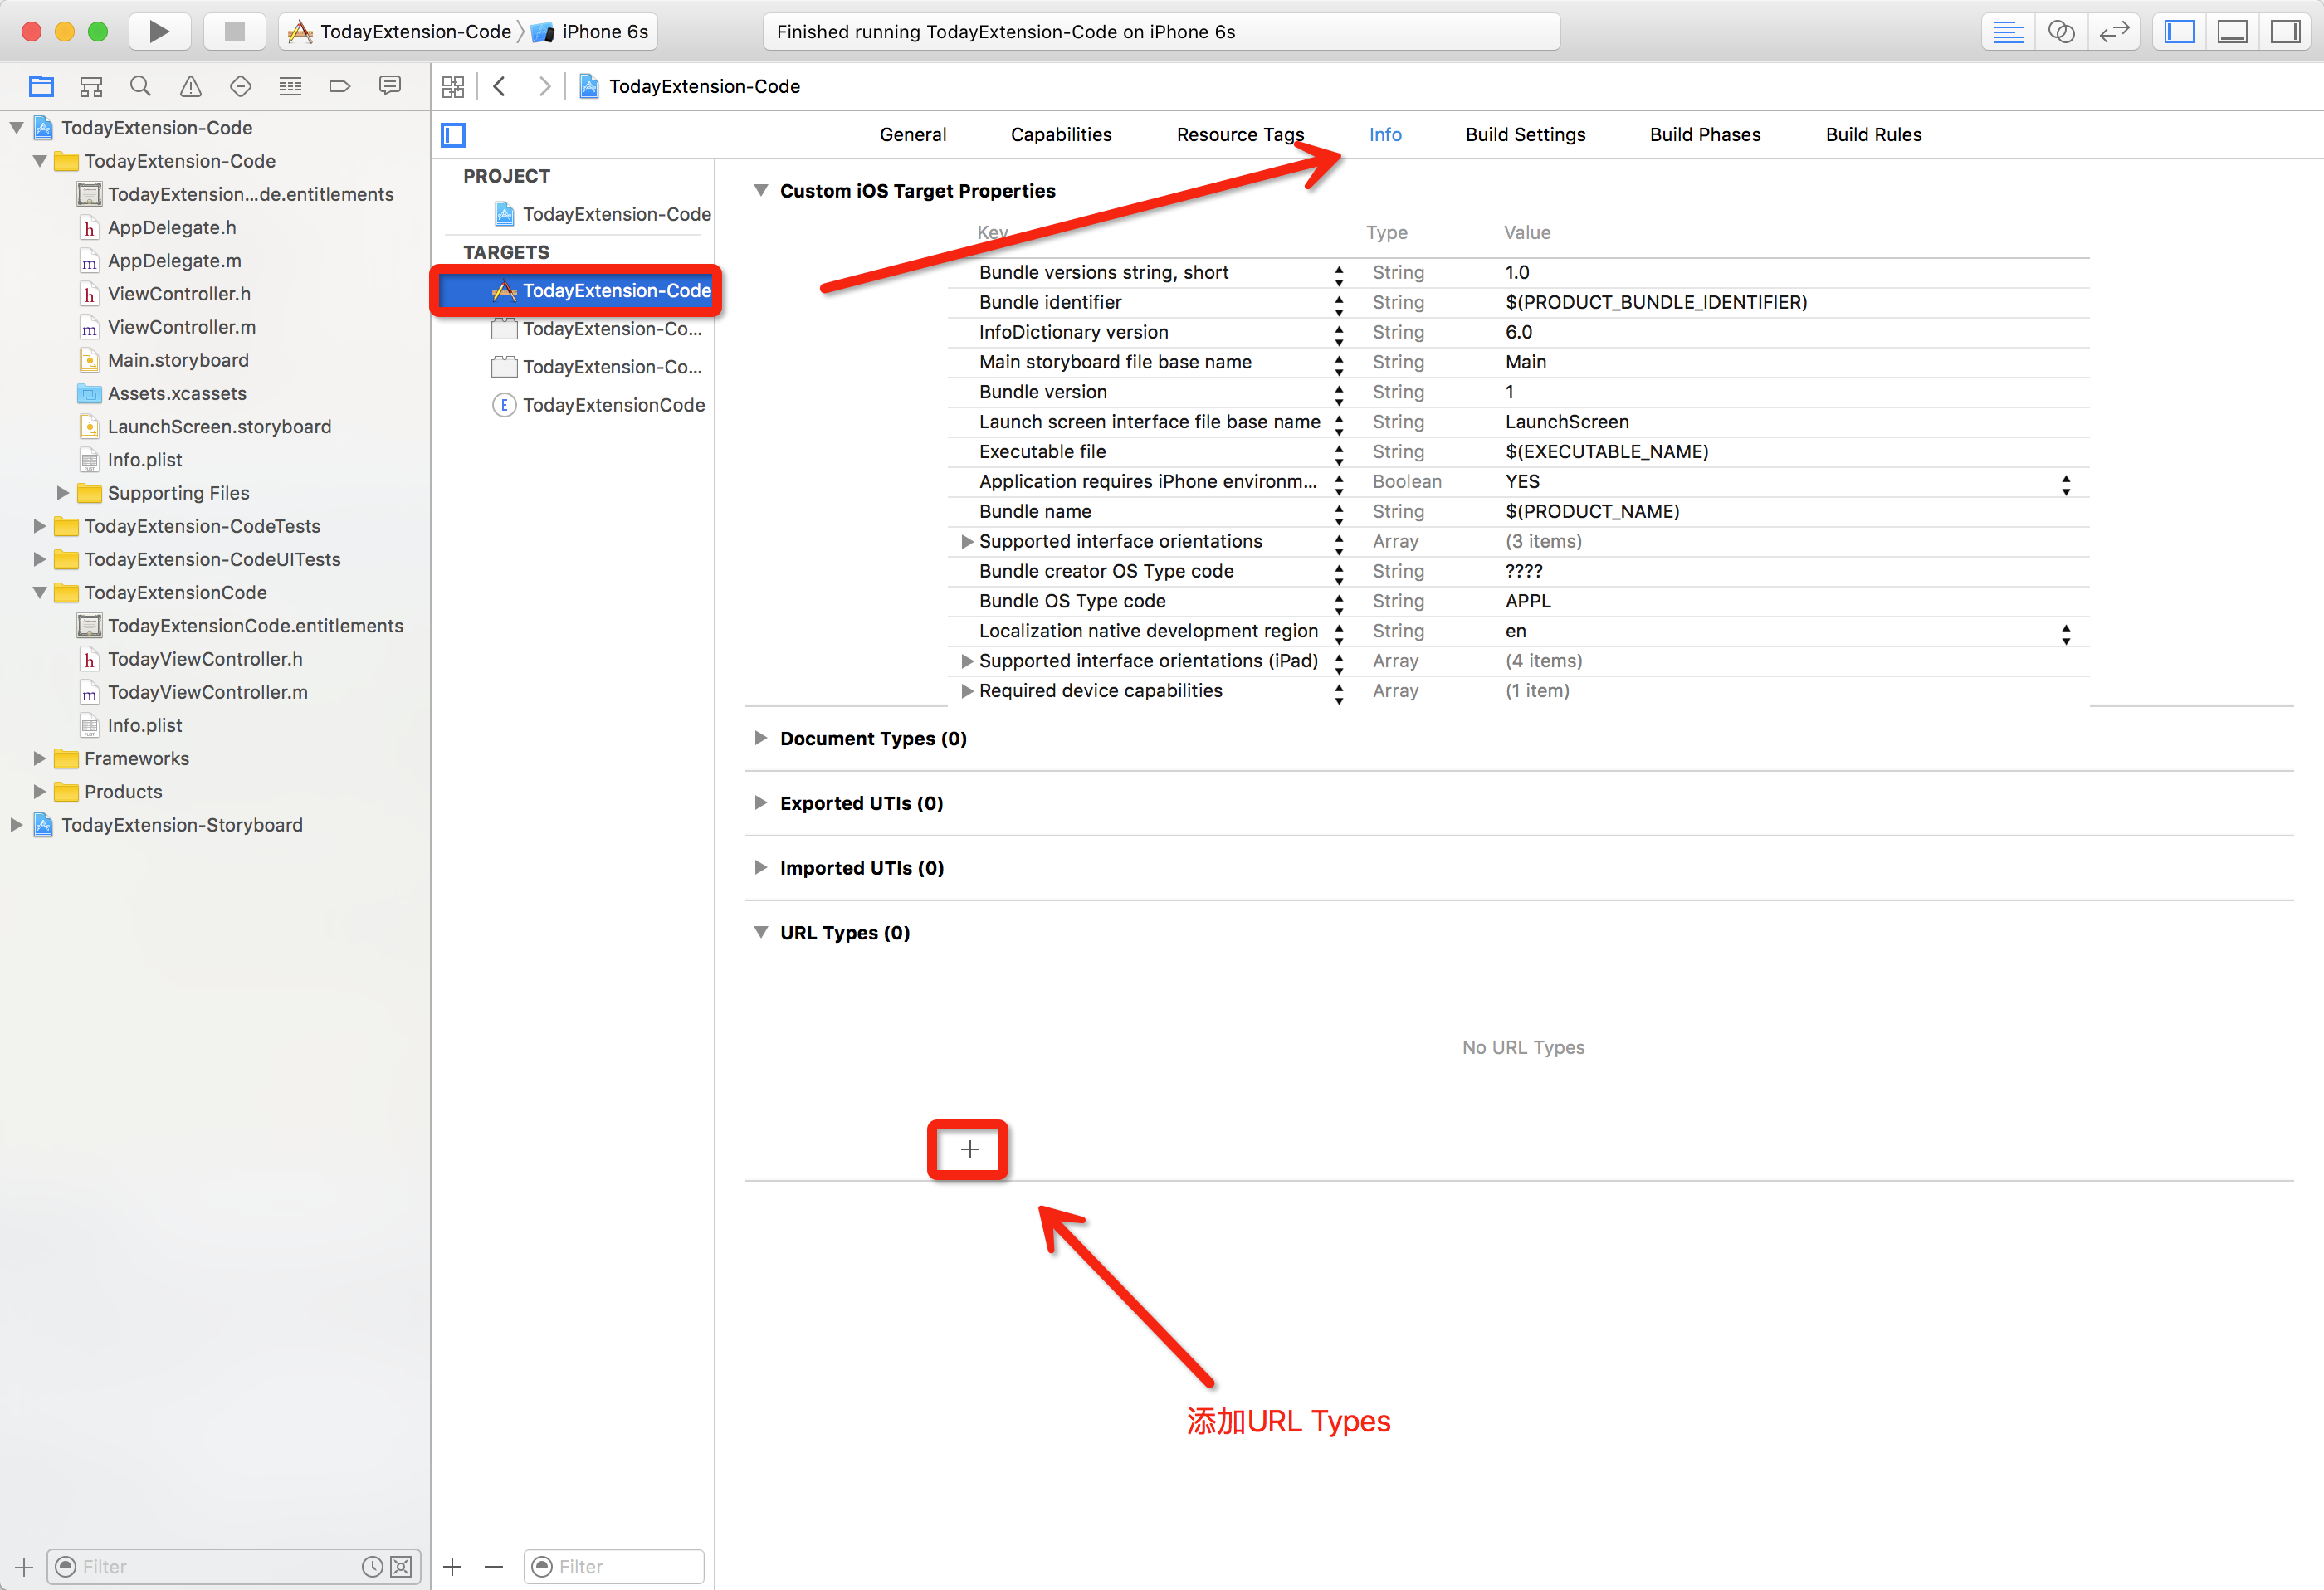 TodayExtension-Code
iPhone 6s
Finished running TodayExtension-Code on iPhone 6s
TodayExtension-Code
TodayExtension-Code
TodayExtension-Code
TodayExtension...de.entitlements
AppDelegate.h
AppDelegate.m
ViewController.h
ViewController.m
Main.storyboard
Assets.xcassets
LaunchScreen.storyboard
Info.plist
Supporting Files
TodayExtension-CodeTests
TodayExtension-CodeUITests
TodayExtensionCode
TodayExtensionCode.entitlements
TodayViewController.h
TodayViewController.m
Info.plist
Frameworks
Products
TodayExtension-Storyboard
Filter
General Capabilities Resource Tags Info Build Settings Build Phases Build Rules
PROJECT
TodayExtension-Code
TARGETS
TodayExtension-Code
TodayExtension-Co...
TodayExtension-Co...
TodayExtensionCode
Filter
Custom iOS Target Properties
Key Type Value
Bundle versions string, short String 1.0
Bundle identifier String $(PRODUCT_BUNDLE_IDENTIFIER)
InfoDictionary version String 6.0
Main storyboard file base name String Main
Bundle version String 1
Launch screen interface file base name String LaunchScreen
Executable file String $(EXECUTABLE_NAME)
Application requires iPhone environm... Boolean YES
Bundle name String $(PRODUCT_NAME)
Supported interface orientations Array (3 items)
Bundle creator OS Type code String ????
Bundle OS Type code String APPL
Localization native development region String en
Supported interface orientations (iPad) Array (4 items)
Required device capabilities Array (1 item)
Document Types (0)
Exported UTIs (0)
Imported UTIs (0)
URL Types (0)
No URL Types
添加URL Types